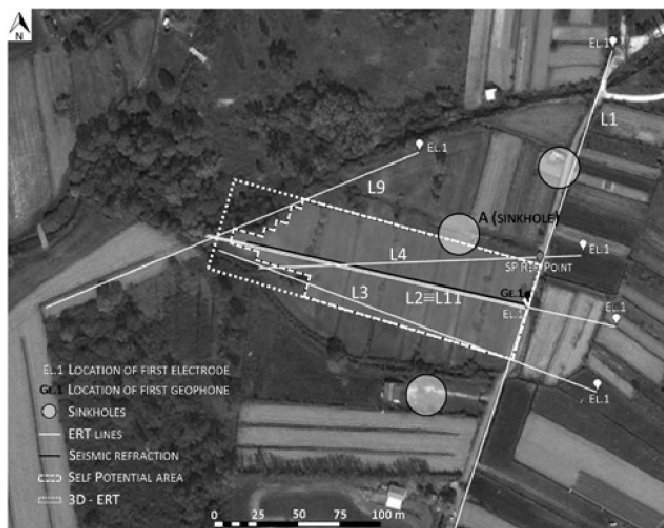 N
EL.1
L1
EL.1
L9
A (SINKHOLE)
L4
EL.1
SP REF. POINT
GE.1
L3
L2≡L11
EL.1
EL.1
EL.1
EL.1 LOCATION OF FIRST ELECTRODE
GE.1 LOCATION OF FIRST GEOPHONE
SINKHOLES
ERT LINES
SEISMIC REFRACTION
SELF POTENTIAL AREA
3D - ERT
0 25 50 75 100 m